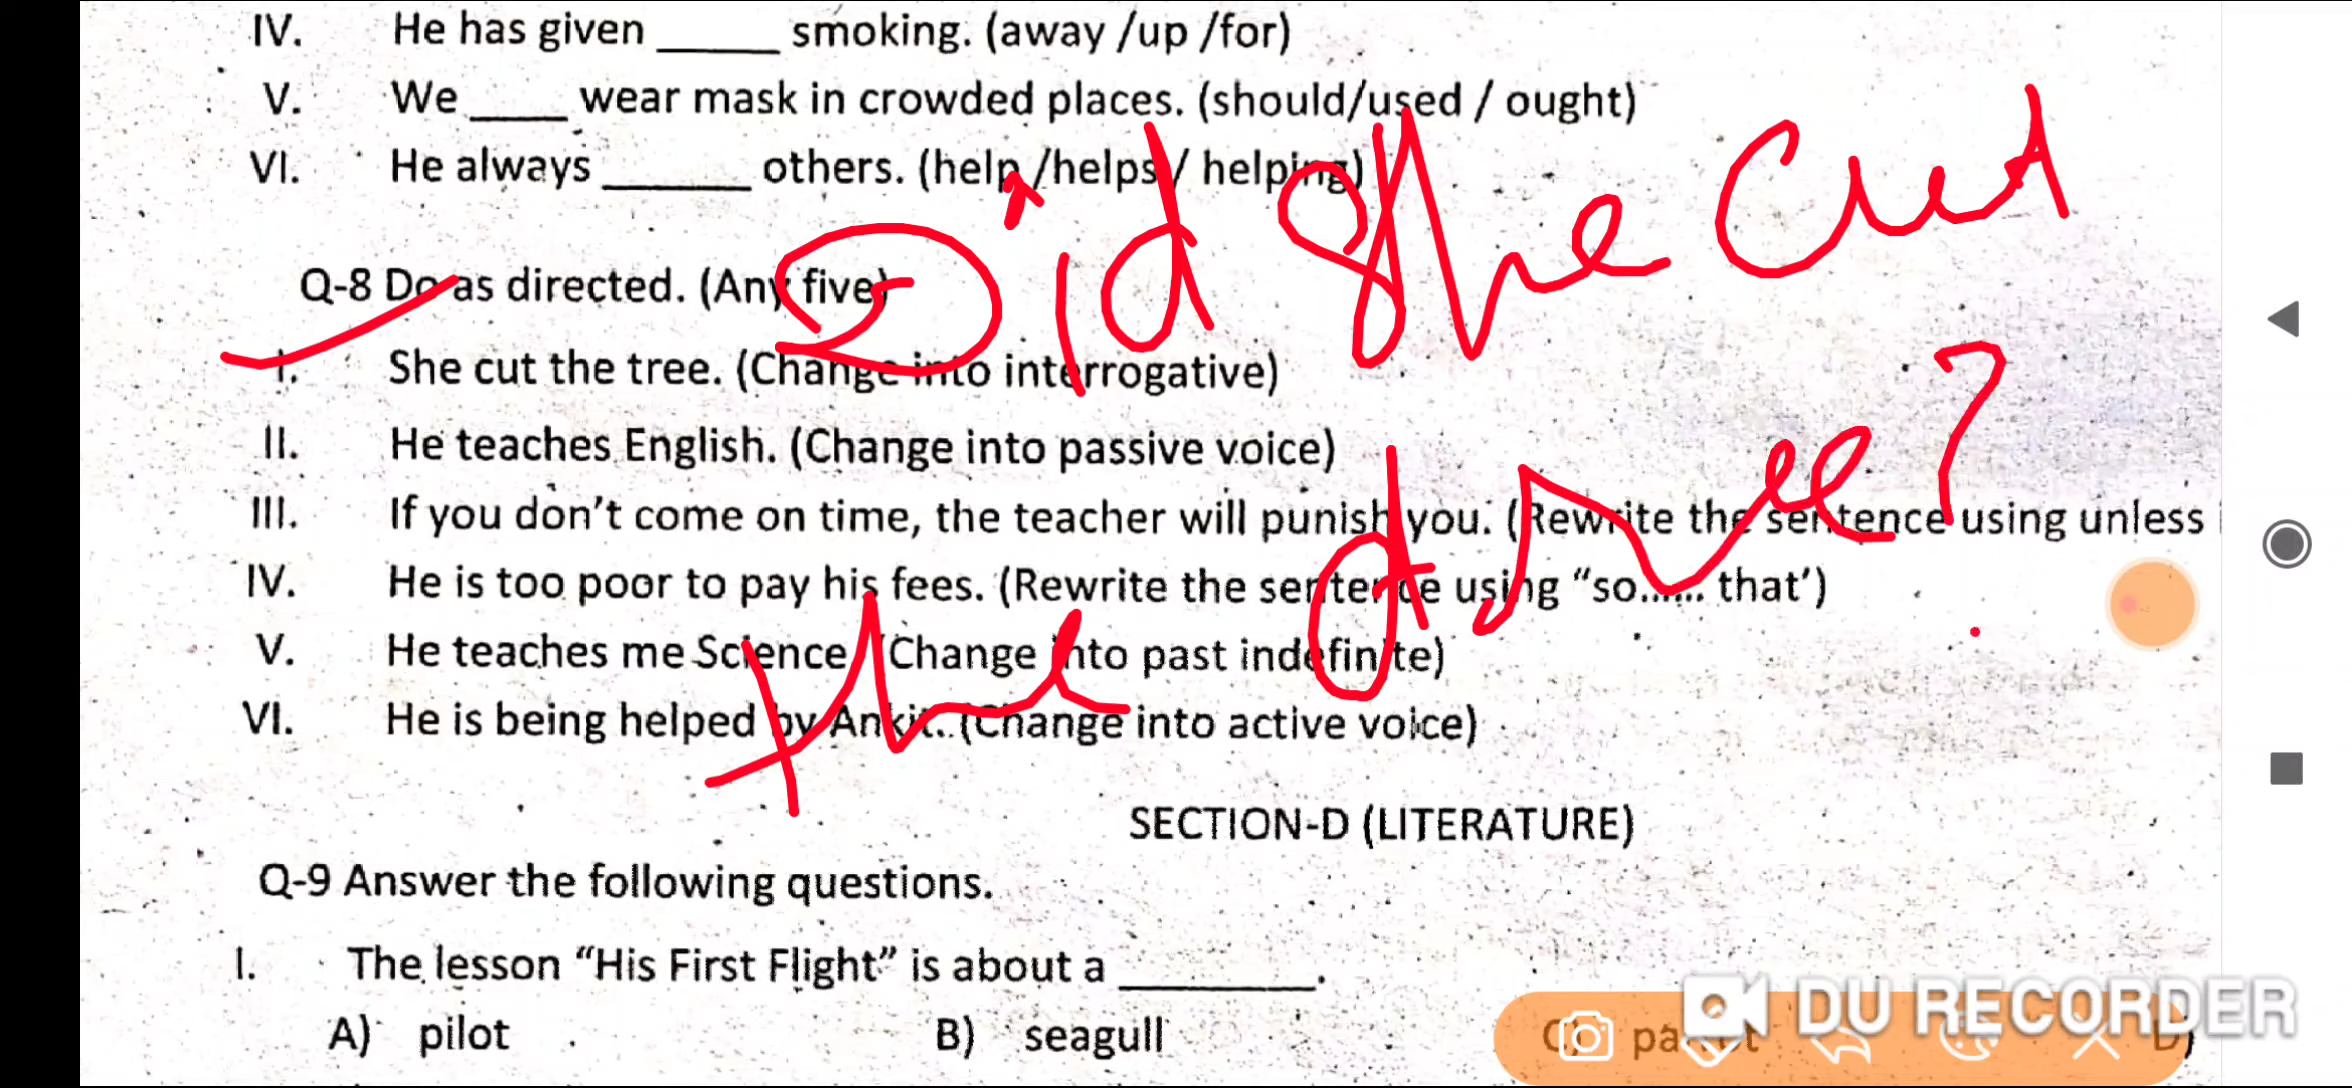 IV. He has given _____ smoking. (away /up /for)
V. We ____ wear mask in crowded places. (should/used / ought)
VI. He always ______ others. (help /helps / helping)
Did she cut
Q-8 Do as directed. (Any five)
I. She cut the tree. (Change into interrogative)
II. He teaches English. (Change into passive voice)
III. If you don't come on time, the teacher will punish you. (Rewrite the sentence using unless
the tree?
IV. He is too poor to pay his fees. (Rewrite the sentence using "so...... that')
V. He teaches me Science. (Change into past indefinite)
VI. He is being helped by Ankit. (Change into active voice)
SECTION-D (LITERATURE)
Q-9 Answer the following questions.
I. The lesson "His First Flight" is about a ________.
A) pilot B) seagull C) D)
DU RECORDER